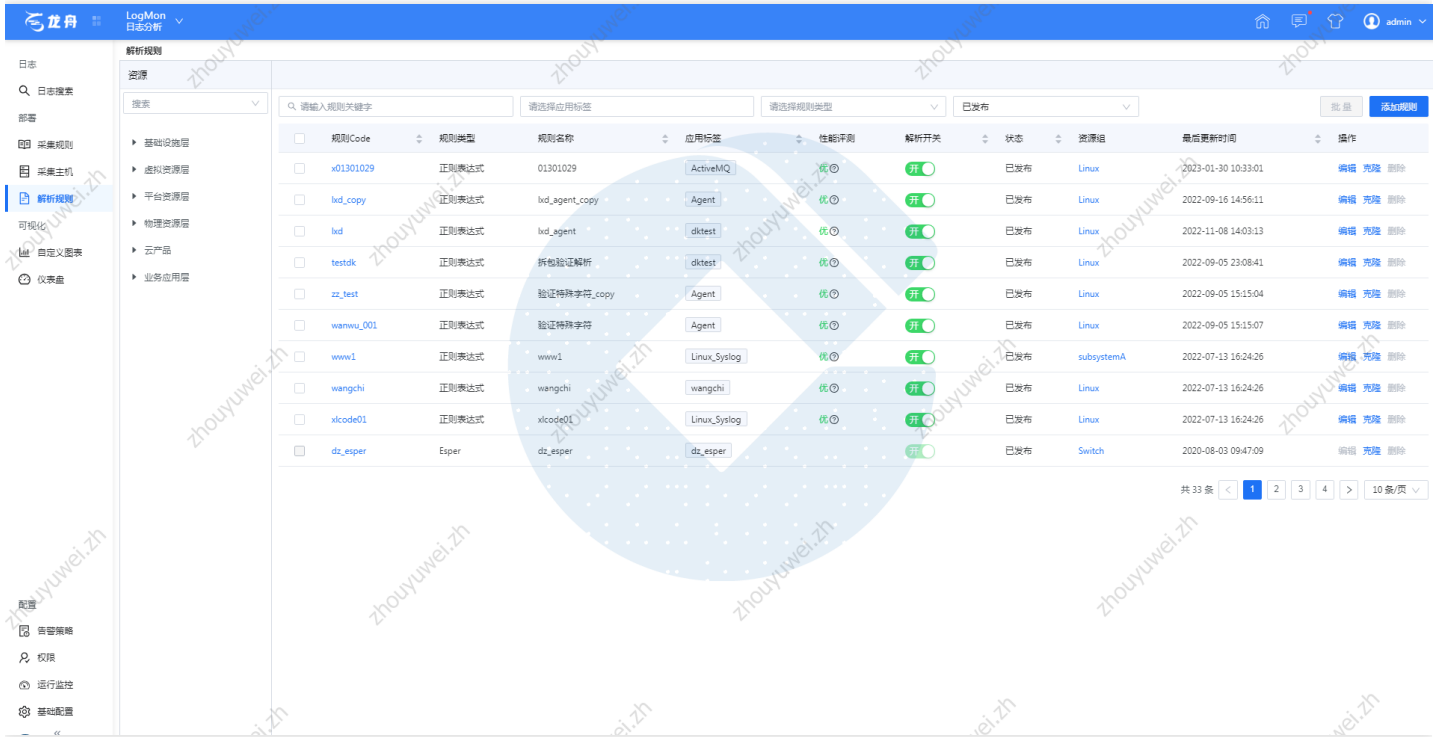 龙舟 LogMon 日志分析 admin
解析规则
日志
日志搜索
部署
采集规则
采集主机
解析规则
可视化
自定义图表
仪表盘
配置
告警策略
权限
运行监控
基础配置
资源
搜索
基础设施层
虚拟资源层
平台资源层
物理资源层
云产品
业务应用层
请输入规则关键字 请选择应用标签 请选择规则类型 已发布 批量 添加规则
规则Code 规则类型 规则名称 应用标签 性能评测 解析开关 状态 资源组 最后更新时间 操作
x01301029 正则表达式 01301029 ActiveMQ 优 开 已发布 Linux 2023-01-30 10:33:01 编辑 克隆 删除
lxd_copy 正则表达式 lxd_agent_copy Agent 优 开 已发布 Linux 2022-09-16 14:56:11 编辑 克隆 删除
lxd 正则表达式 lxd_agent dktest 优 开 已发布 Linux 2022-11-08 14:03:13 编辑 克隆 删除
testdk 正则表达式 拆包验证解析 dktest 优 开 已发布 Linux 2022-09-05 23:08:41 编辑 克隆 删除
zz_test 正则表达式 验证特殊字符_copy Agent 优 开 已发布 Linux 2022-09-05 15:15:04 编辑 克隆 删除
wanwu_001 正则表达式 验证特殊字符 Agent 优 开 已发布 Linux 2022-09-05 15:15:07 编辑 克隆 删除
www1 正则表达式 www1 Linux_Syslog 优 开 已发布 subsystemA 2022-07-13 16:24:26 编辑 克隆 删除
wangchi 正则表达式 wangchi wangchi 优 开 已发布 Linux 2022-07-13 16:24:26 编辑 克隆 删除
xlcode01 正则表达式 xlcode01 Linux_Syslog 优 开 已发布 Linux 2022-07-13 16:24:26 编辑 克隆 删除
dz_esper Esper dz_esper dz_esper 开 已发布 Switch 2020-08-03 09:47:09 编辑 克隆 删除
共 33 条 < 1 2 3 4 > 10 条/页
zhouyuwei.zh